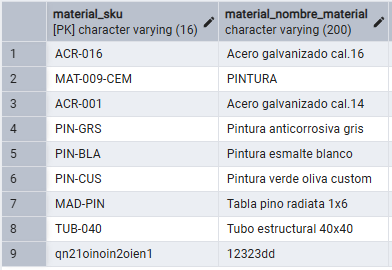 material_sku material_nombre_material
[PK] character varying (16) character varying (200)
1 ACR-016 Acero galvanizado cal.16
2 MAT-009-CEM PINTURA
3 ACR-001 Acero galvanizado cal.14
4 PIN-GRS Pintura anticorrosiva gris
5 PIN-BLA Pintura esmalte blanco
6 PIN-CUS Pintura verde oliva custom
7 MAD-PIN Tabla pino radiata 1x6
8 TUB-040 Tubo estructural 40x40
9 qn21oinoin2oien1 12323dd